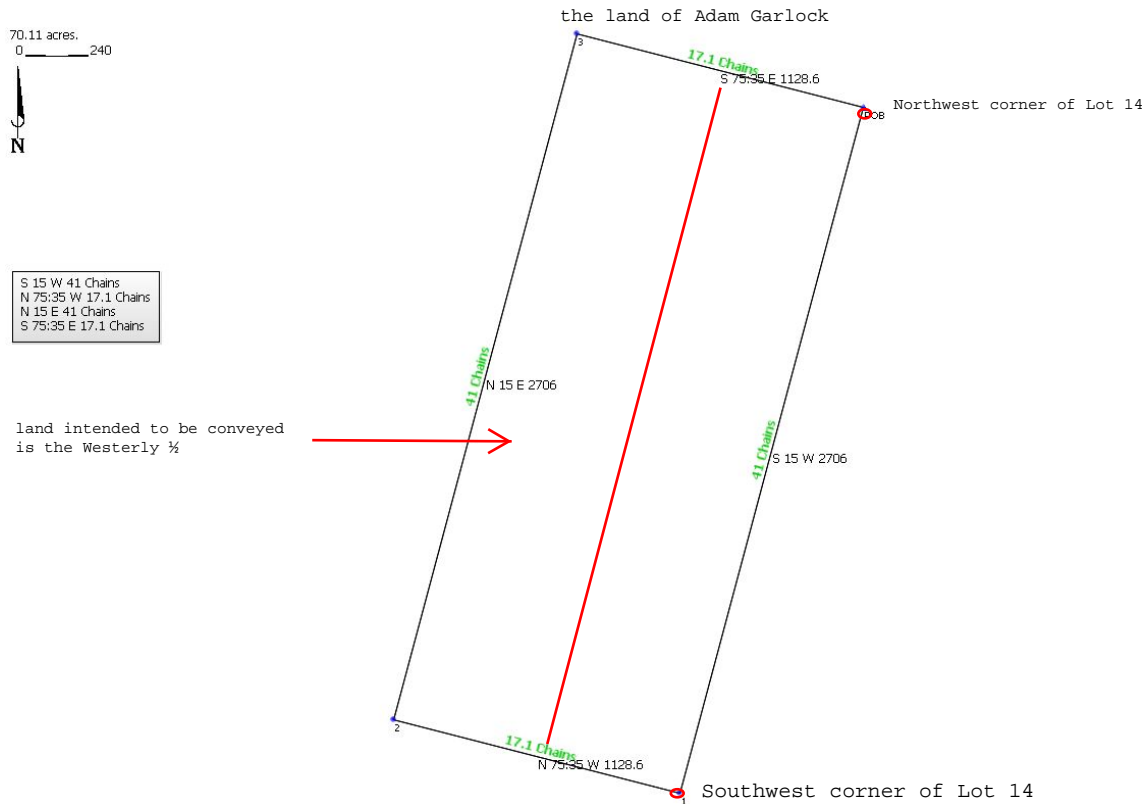 the land of Adam Garlock
70.11 acres.
0 240
N
3
17.1 Chains
S 75:35 E 1128.6
Northwest corner of Lot 14
POB
S 15 W 41 Chains
N 75:35 W 17.1 Chains
N 15 E 41 Chains
S 75:35 E 17.1 Chains
41 Chains
N 15 E 2706
land intended to be conveyed
is the Westerly ½
41 Chains
S 15 W 2706
2
17.1 Chains
N 75:35 W 1128.6
1
Southwest corner of Lot 14